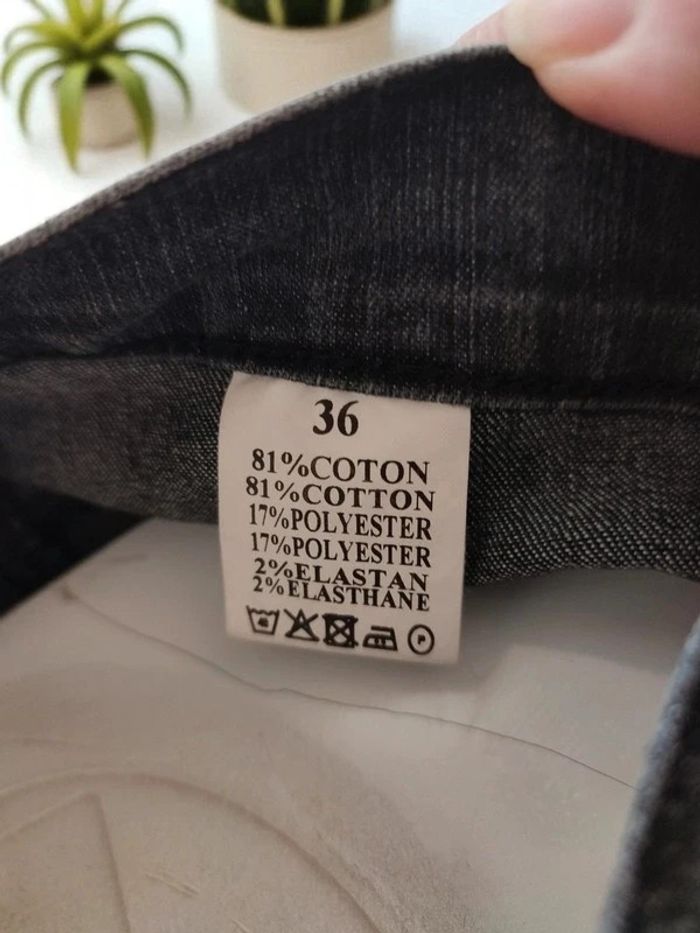 36
81%COTON
81%COTTON
17%POLYESTER
17%POLYESTER
2%ELASTAN
2%ELASTHANE
P